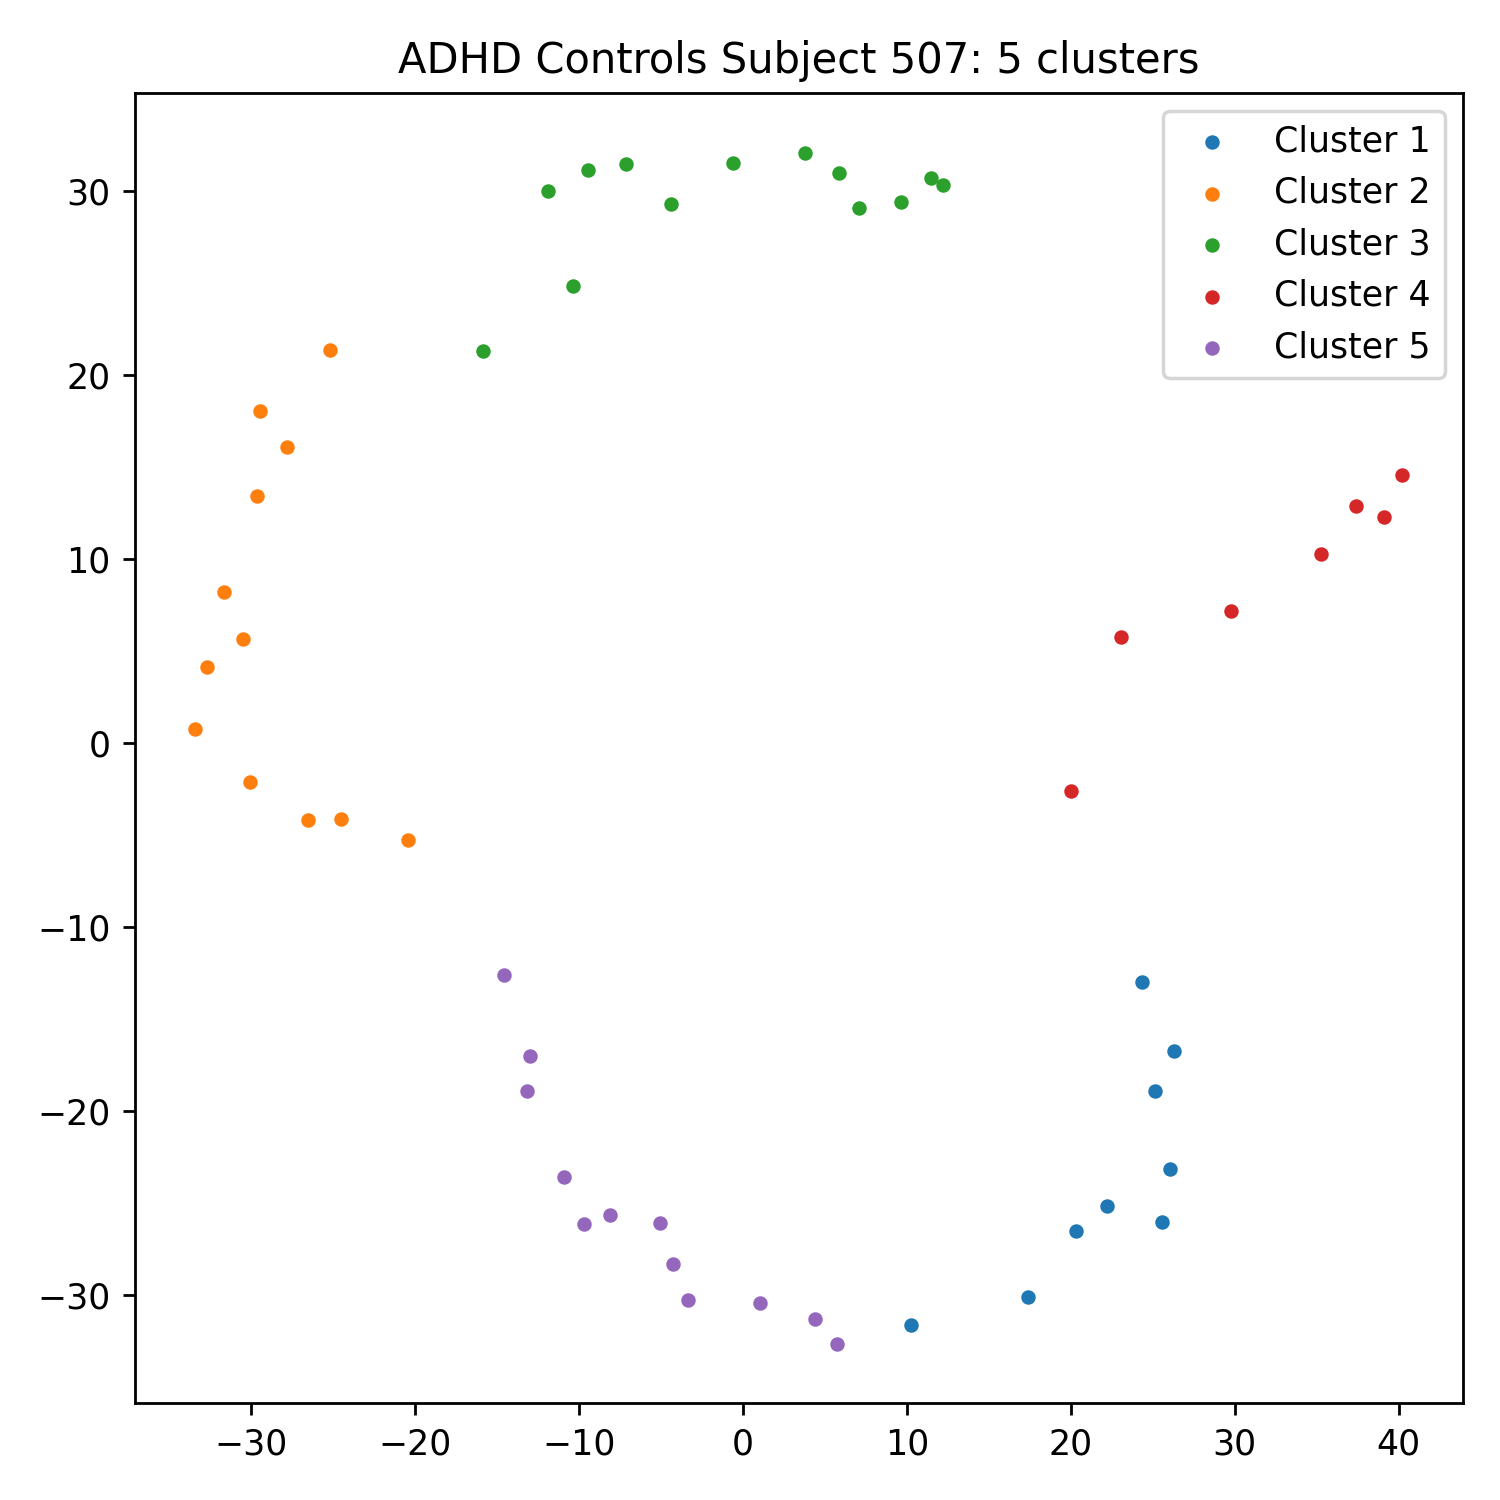 ADHD Controls Subject 507: 5 clusters
Cluster 1
Cluster 2
Cluster 3
Cluster 4
Cluster 5
30
20
10
0
−10
−20
−30
−30 −20 −10 0 10 20 30 40